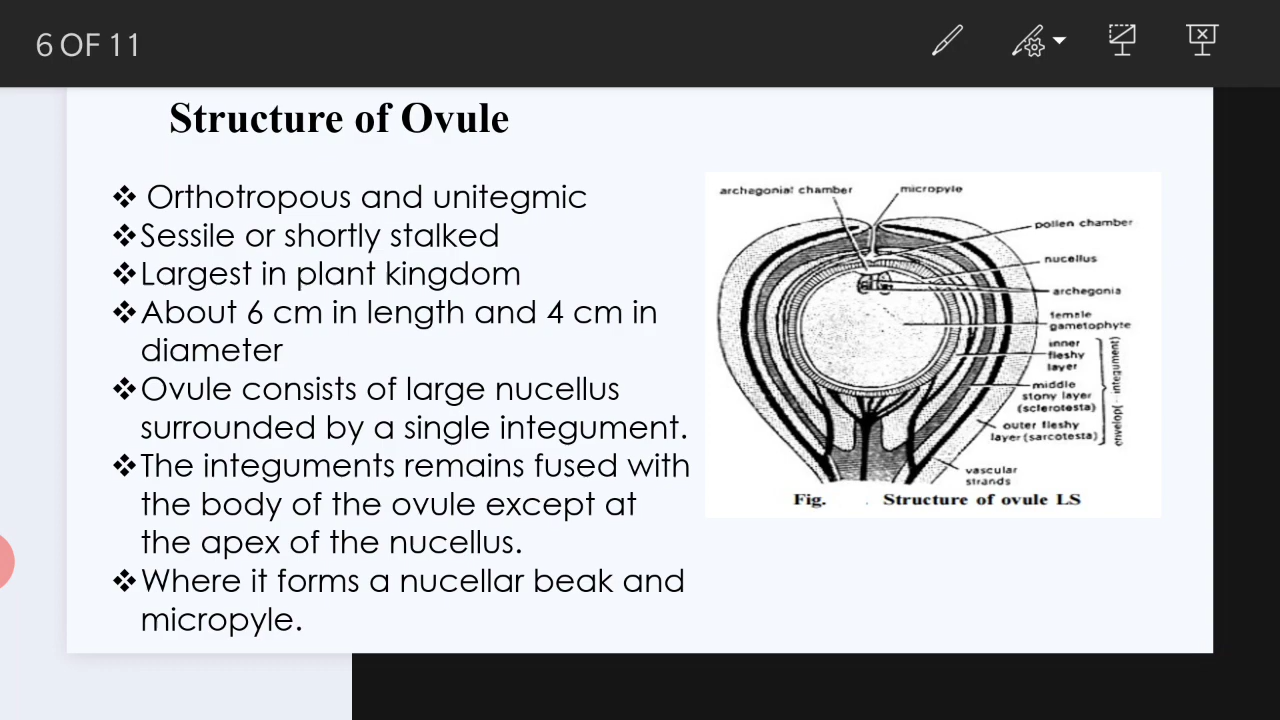 6 OF 11
Structure of Ovule
❖ Orthotropous and unitegmic
❖Sessile or shortly stalked
❖Largest in plant kingdom
❖About 6 cm in length and 4 cm in
diameter
❖Ovule consists of large nucellus
surrounded by a single integument.
❖The integuments remains fused with
the body of the ovule except at
the apex of the nucellus.
❖Where it forms a nucellar beak and
micropyle.
archegonial chamber
micropyle
pollen chamber
nucellus
archegonia
female
gametophyte
inner
fleshy
layer
middle
stony layer
(sclerotesta)
outer fleshy
layer (sarcotesta)
envelop( integument)
vascular
strands
Fig. Structure of ovule LS